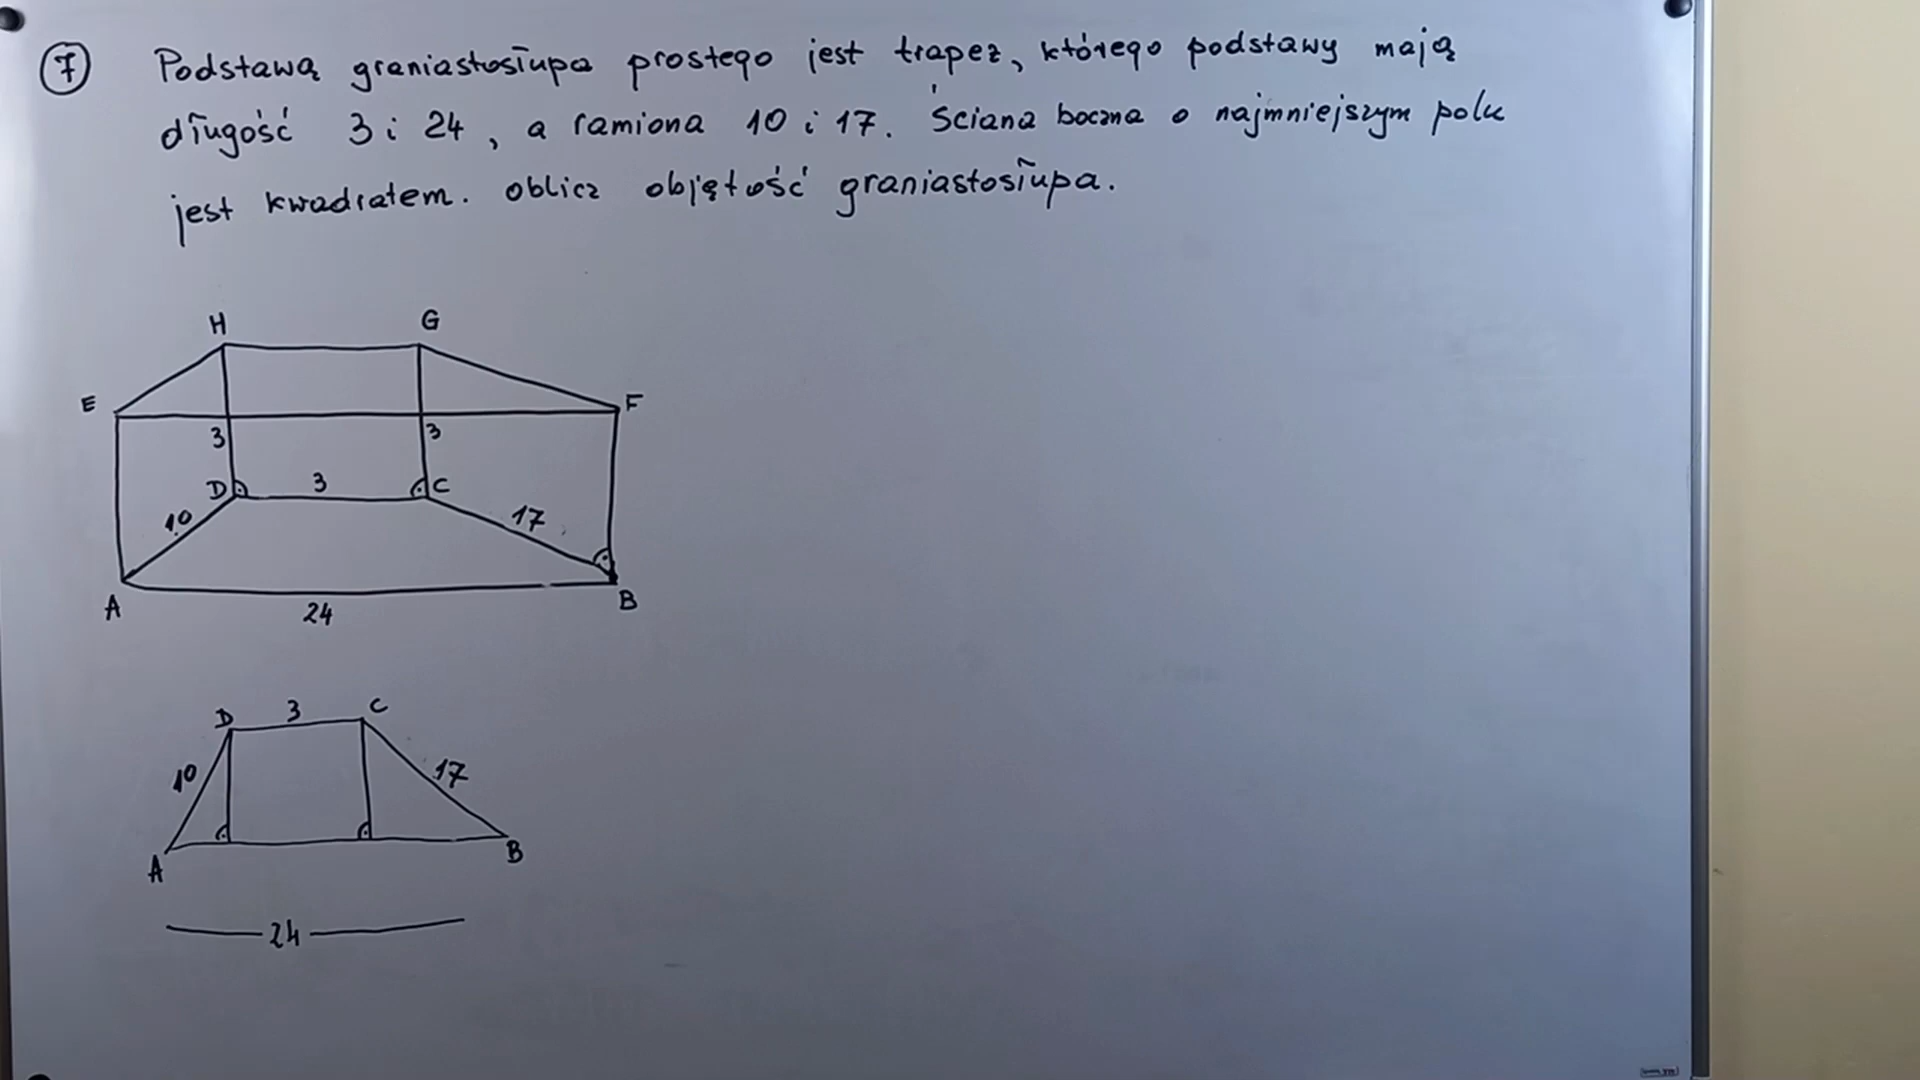 7 Podstawą graniastosłupa prostego jest trapez, którego podstawy mają
długość 3 i 24, a ramiona 10 i 17. Ściana boczna o najmniejszym polu
jest kwadratem. Oblicz objętość graniastosłupa.
H G
E F
3 3
D 3 C
10 17
A B
24
D 3 C
10 17
A B
24